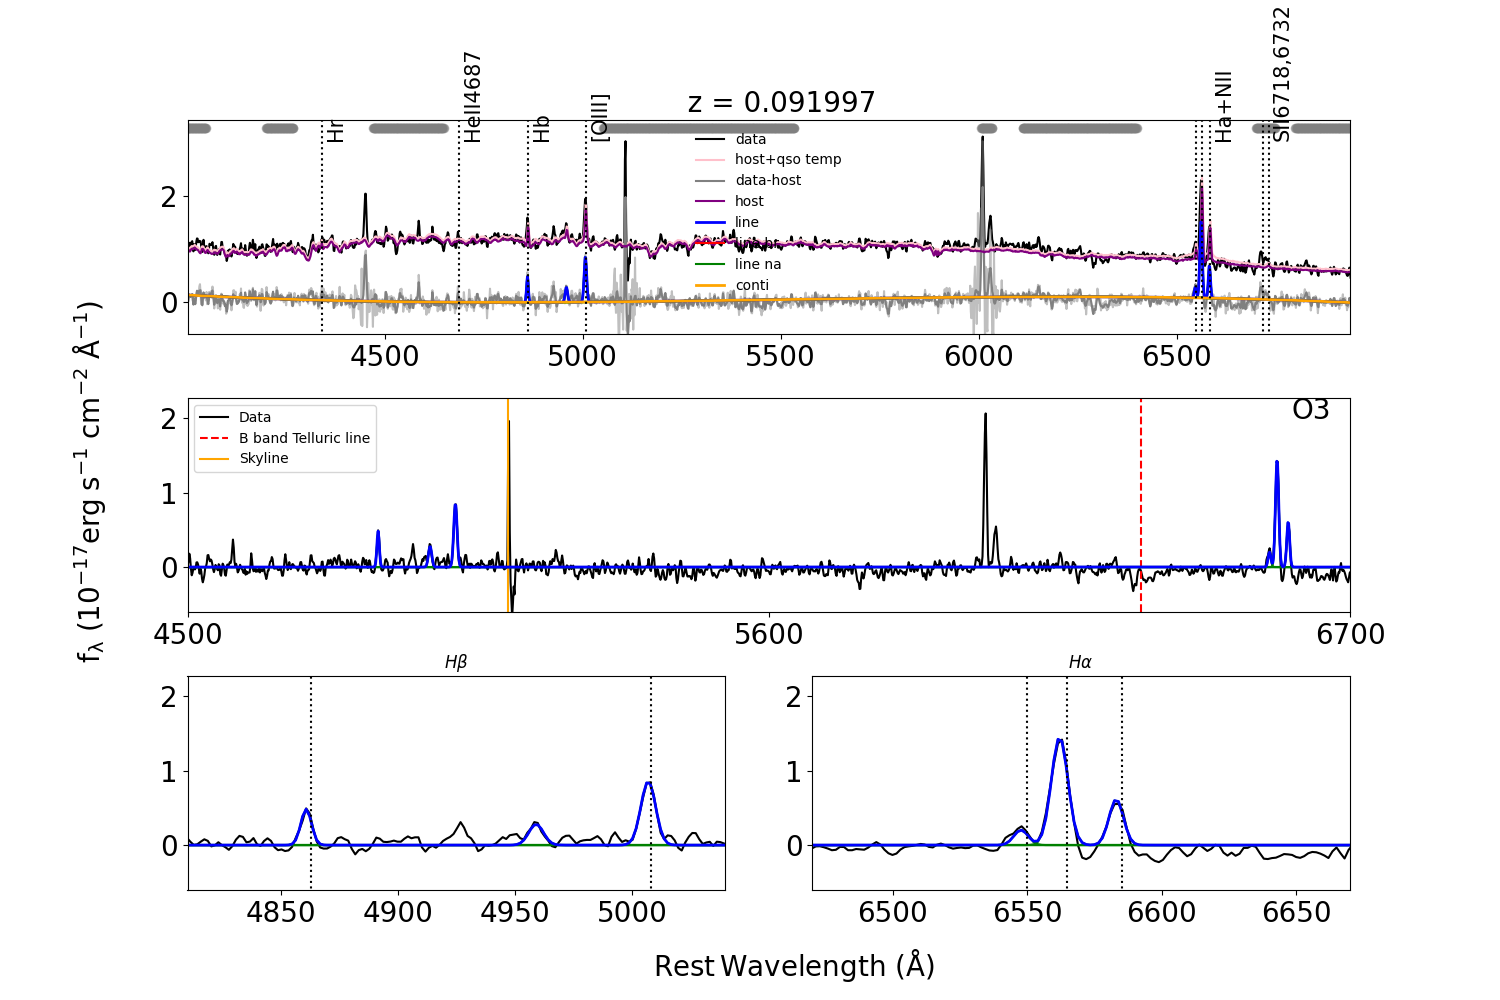 z = 0.091997
Hr
HeII4687
Hb
[OIII]
Ha+NII
SII6718,6732
data
host+qso temp
data-host
host
line
line na
conti
2
0
4500
5000
5500
6000
6500
fλ (10⁻¹⁷erg s⁻¹ cm⁻² Å⁻¹)
O3
Data
B band Telluric line
Skyline
2
1
0
4500
5600
6700
Hβ
2
1
0
4850
4900
4950
5000
Hα
2
1
0
6500
6550
6600
6650
Rest Wavelength (Å)